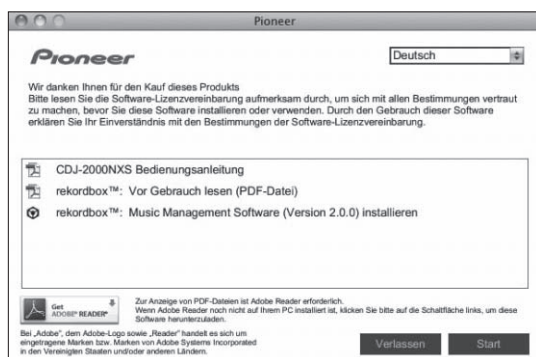 Pioneer
Pioneer
Deutsch
Wir danken Ihnen für den Kauf dieses Produkts
Bitte lesen Sie die Software-Lizenzvereinbarung aufmerksam durch, um sich mit allen Bestimmungen vertraut
zu machen, bevor Sie diese Software installieren oder verwenden. Durch den Gebrauch dieser Software
erklären Sie Ihr Einverständnis mit den Bestimmungen der Software-Lizenzvereinbarung.
CDJ-2000NXS Bedienungsanleitung
rekordbox™: Vor Gebrauch lesen (PDF-Datei)
rekordbox™: Music Management Software (Version 2.0.0) installieren
Get
ADOBE® READER®
Zur Anzeige von PDF-Dateien ist Adobe Reader erforderlich.
Wenn Adobe Reader noch nicht auf Ihrem PC installiert ist, klicken Sie bitte auf die Schaltfläche links, um diese
Software herunterzuladen.
Bei „Adobe“, dem Adobe-Logo sowie „Reader“ handelt es sich um
eingetragene Marken bzw. Marken von Adobe Systems Incorporated
in den Vereinigten Staaten und/oder anderen Ländern.
Verlassen
Start